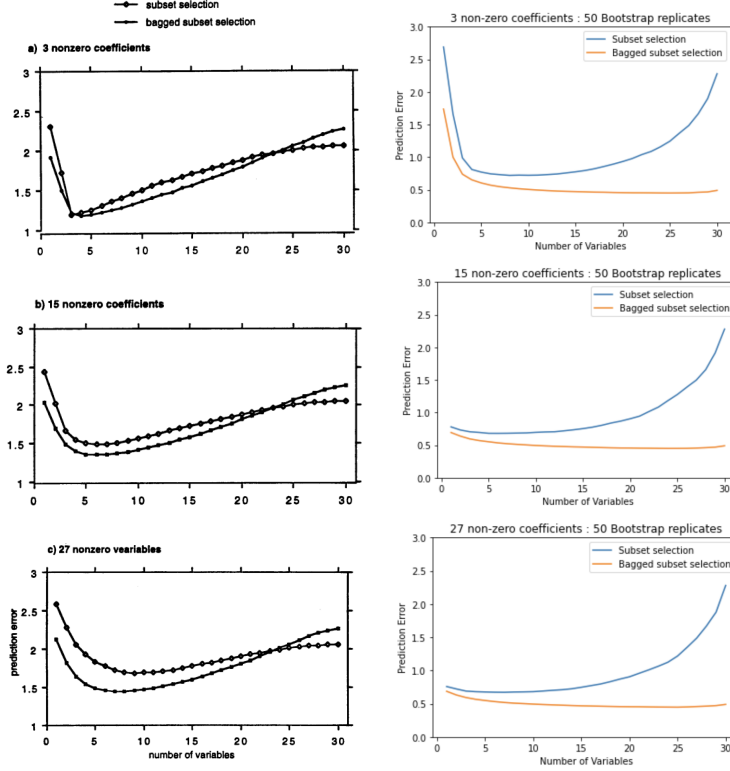 subset selection
bagged subset selection
a) 3 nonzero coefficients
3
2.5
2
1.5
1
0 5 10 15 20 25 30
b) 15 nonzero coefficients
3
2.5
2
1.5
1
0 5 10 15 20 25 30
c) 27 nonzero veariables
3
2.5
2
1.5
1
prediction error
0 5 10 15 20 25 30
number of variables
3 non-zero coefficients : 50 Bootstrap replicates
Subset selection
Bagged subset selection
3.0
2.5
2.0
1.5
1.0
0.5
0.0
Prediction Error
0 5 10 15 20 25 30
Number of Variables
15 non-zero coefficients : 50 Bootstrap replicates
Subset selection
Bagged subset selection
3.0
2.5
2.0
1.5
1.0
0.5
0.0
Prediction Error
0 5 10 15 20 25 30
Number of Variables
27 non-zero coefficients : 50 Bootstrap replicates
Subset selection
Bagged subset selection
3.0
2.5
2.0
1.5
1.0
0.5
0.0
Prediction Error
0 5 10 15 20 25 30
Number of Variables